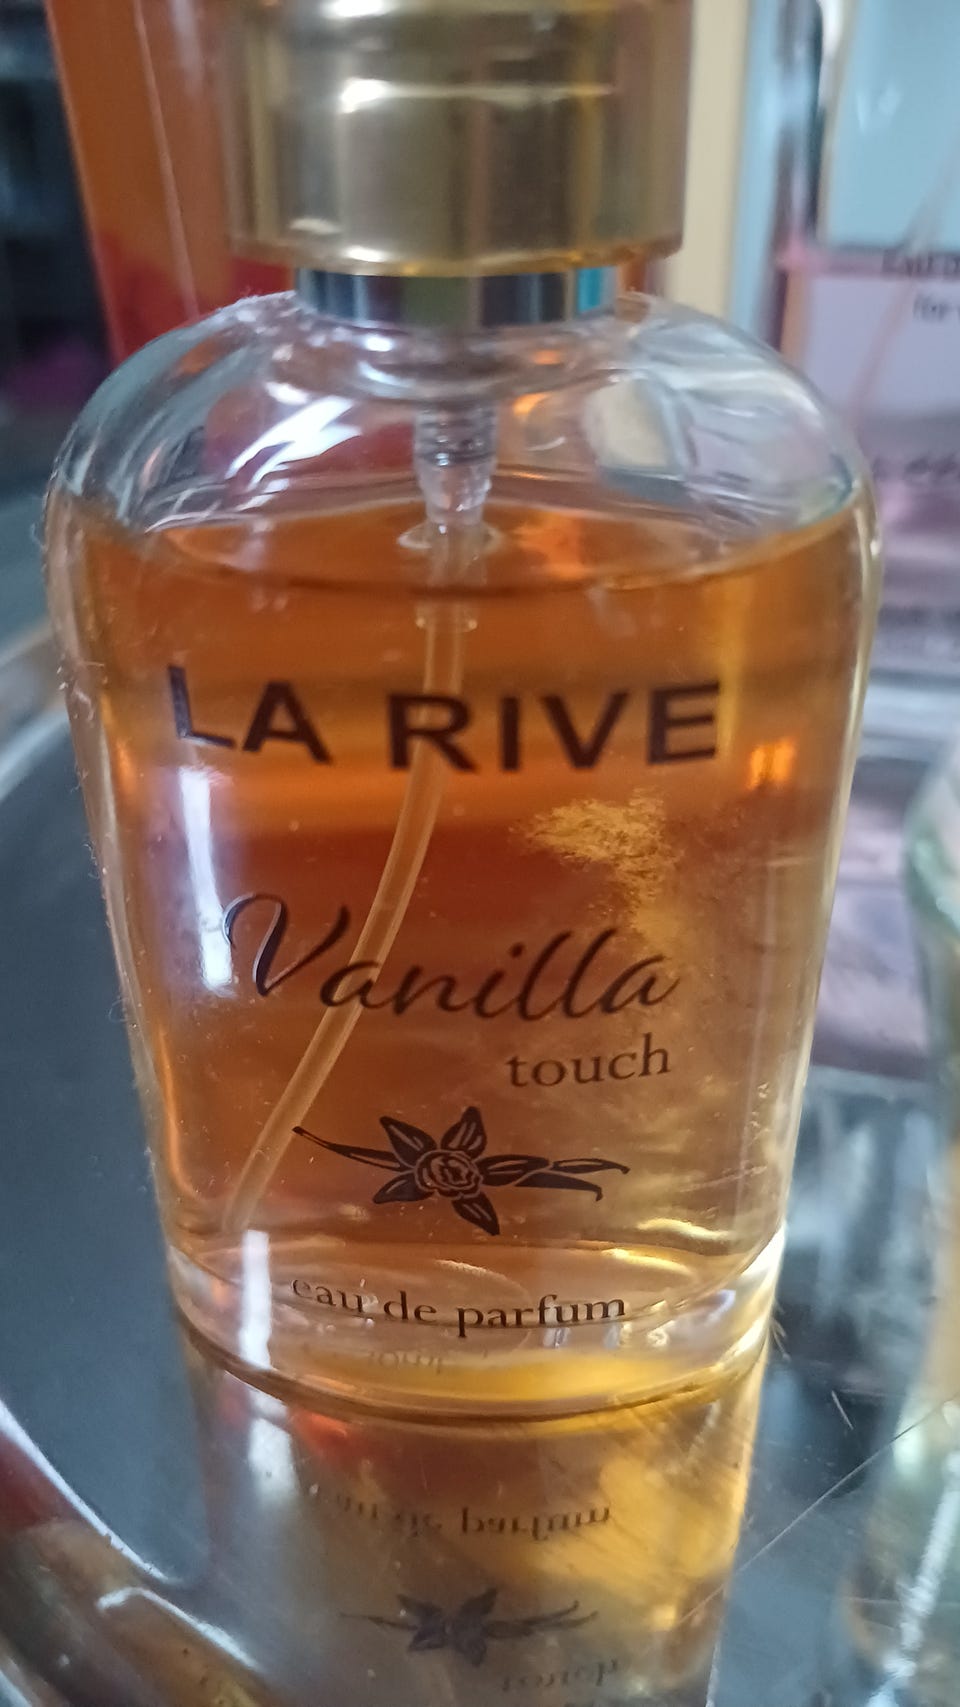 LA RIVE
Vanilla
touch
eau de parfum